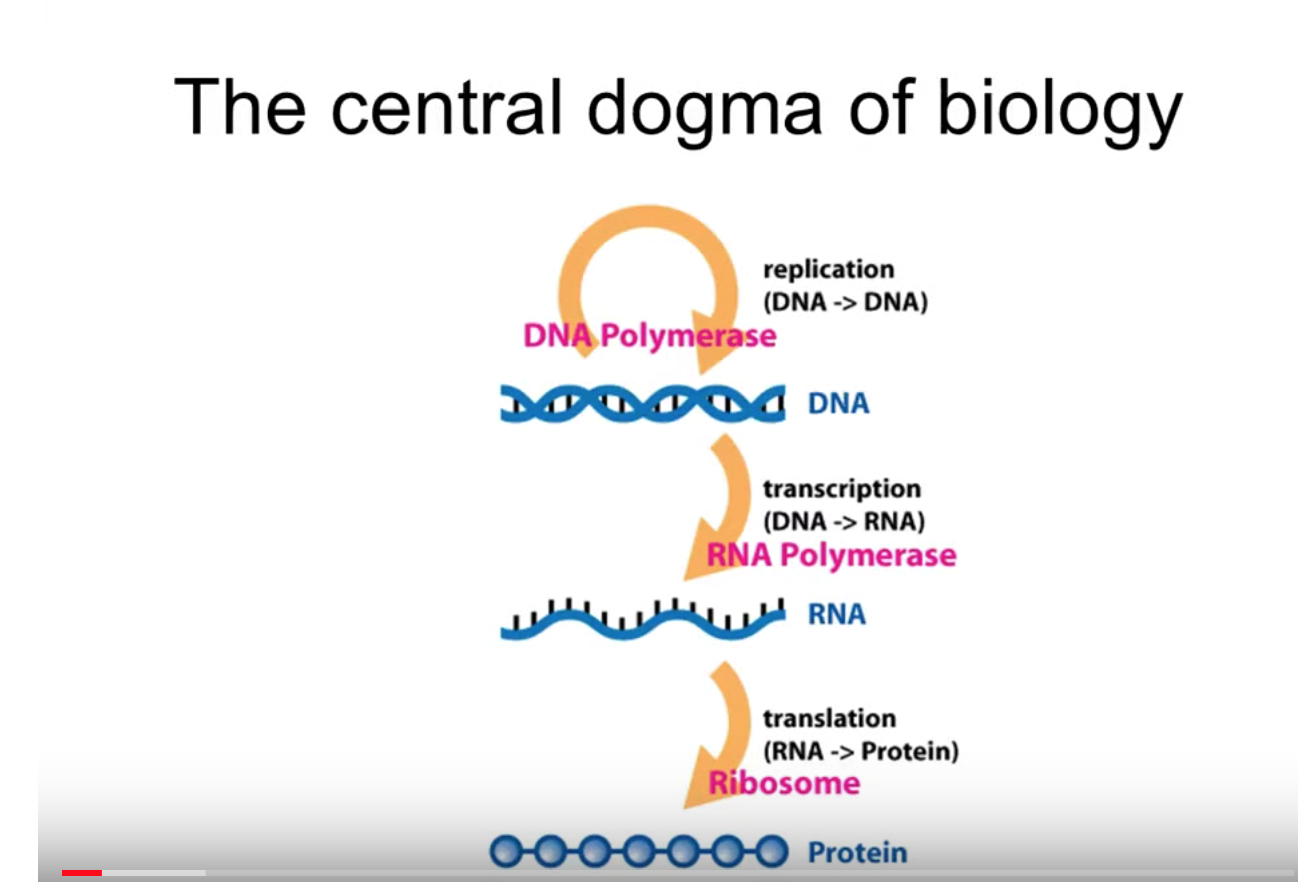 The central dogma of biology
replication
(DNA -> DNA)
DNA Polymerase
DNA
transcription
(DNA -> RNA)
RNA Polymerase
RNA
translation
(RNA -> Protein)
Ribosome
Protein